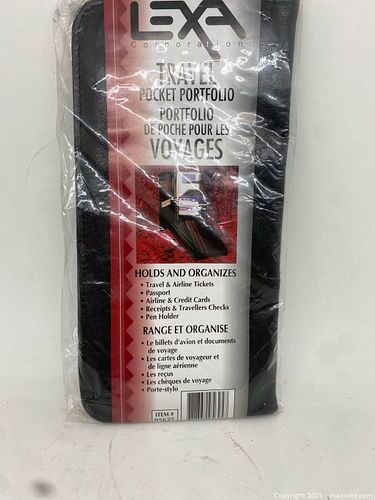 LEXA
Corporation
TRAVEL
POCKET PORTFOLIO
PORTFOLIO
DE POCHE POUR LES
VOYAGES
HOLDS AND ORGANIZES
• Travel & Airline Tickets
• Passport
• Airline & Credit Cards
• Receipts & Travellers Checks
• Pen Holder
RANGE ET ORGANISE
• Le billets d'avion et documents
de voyage
• Les cartes de voyageur et
de ligne aérienne
• Les reçus
• Les chèques de voyage
• Porte-stylo
ITEM #
95635
Copyright 2025 - maxsold.com